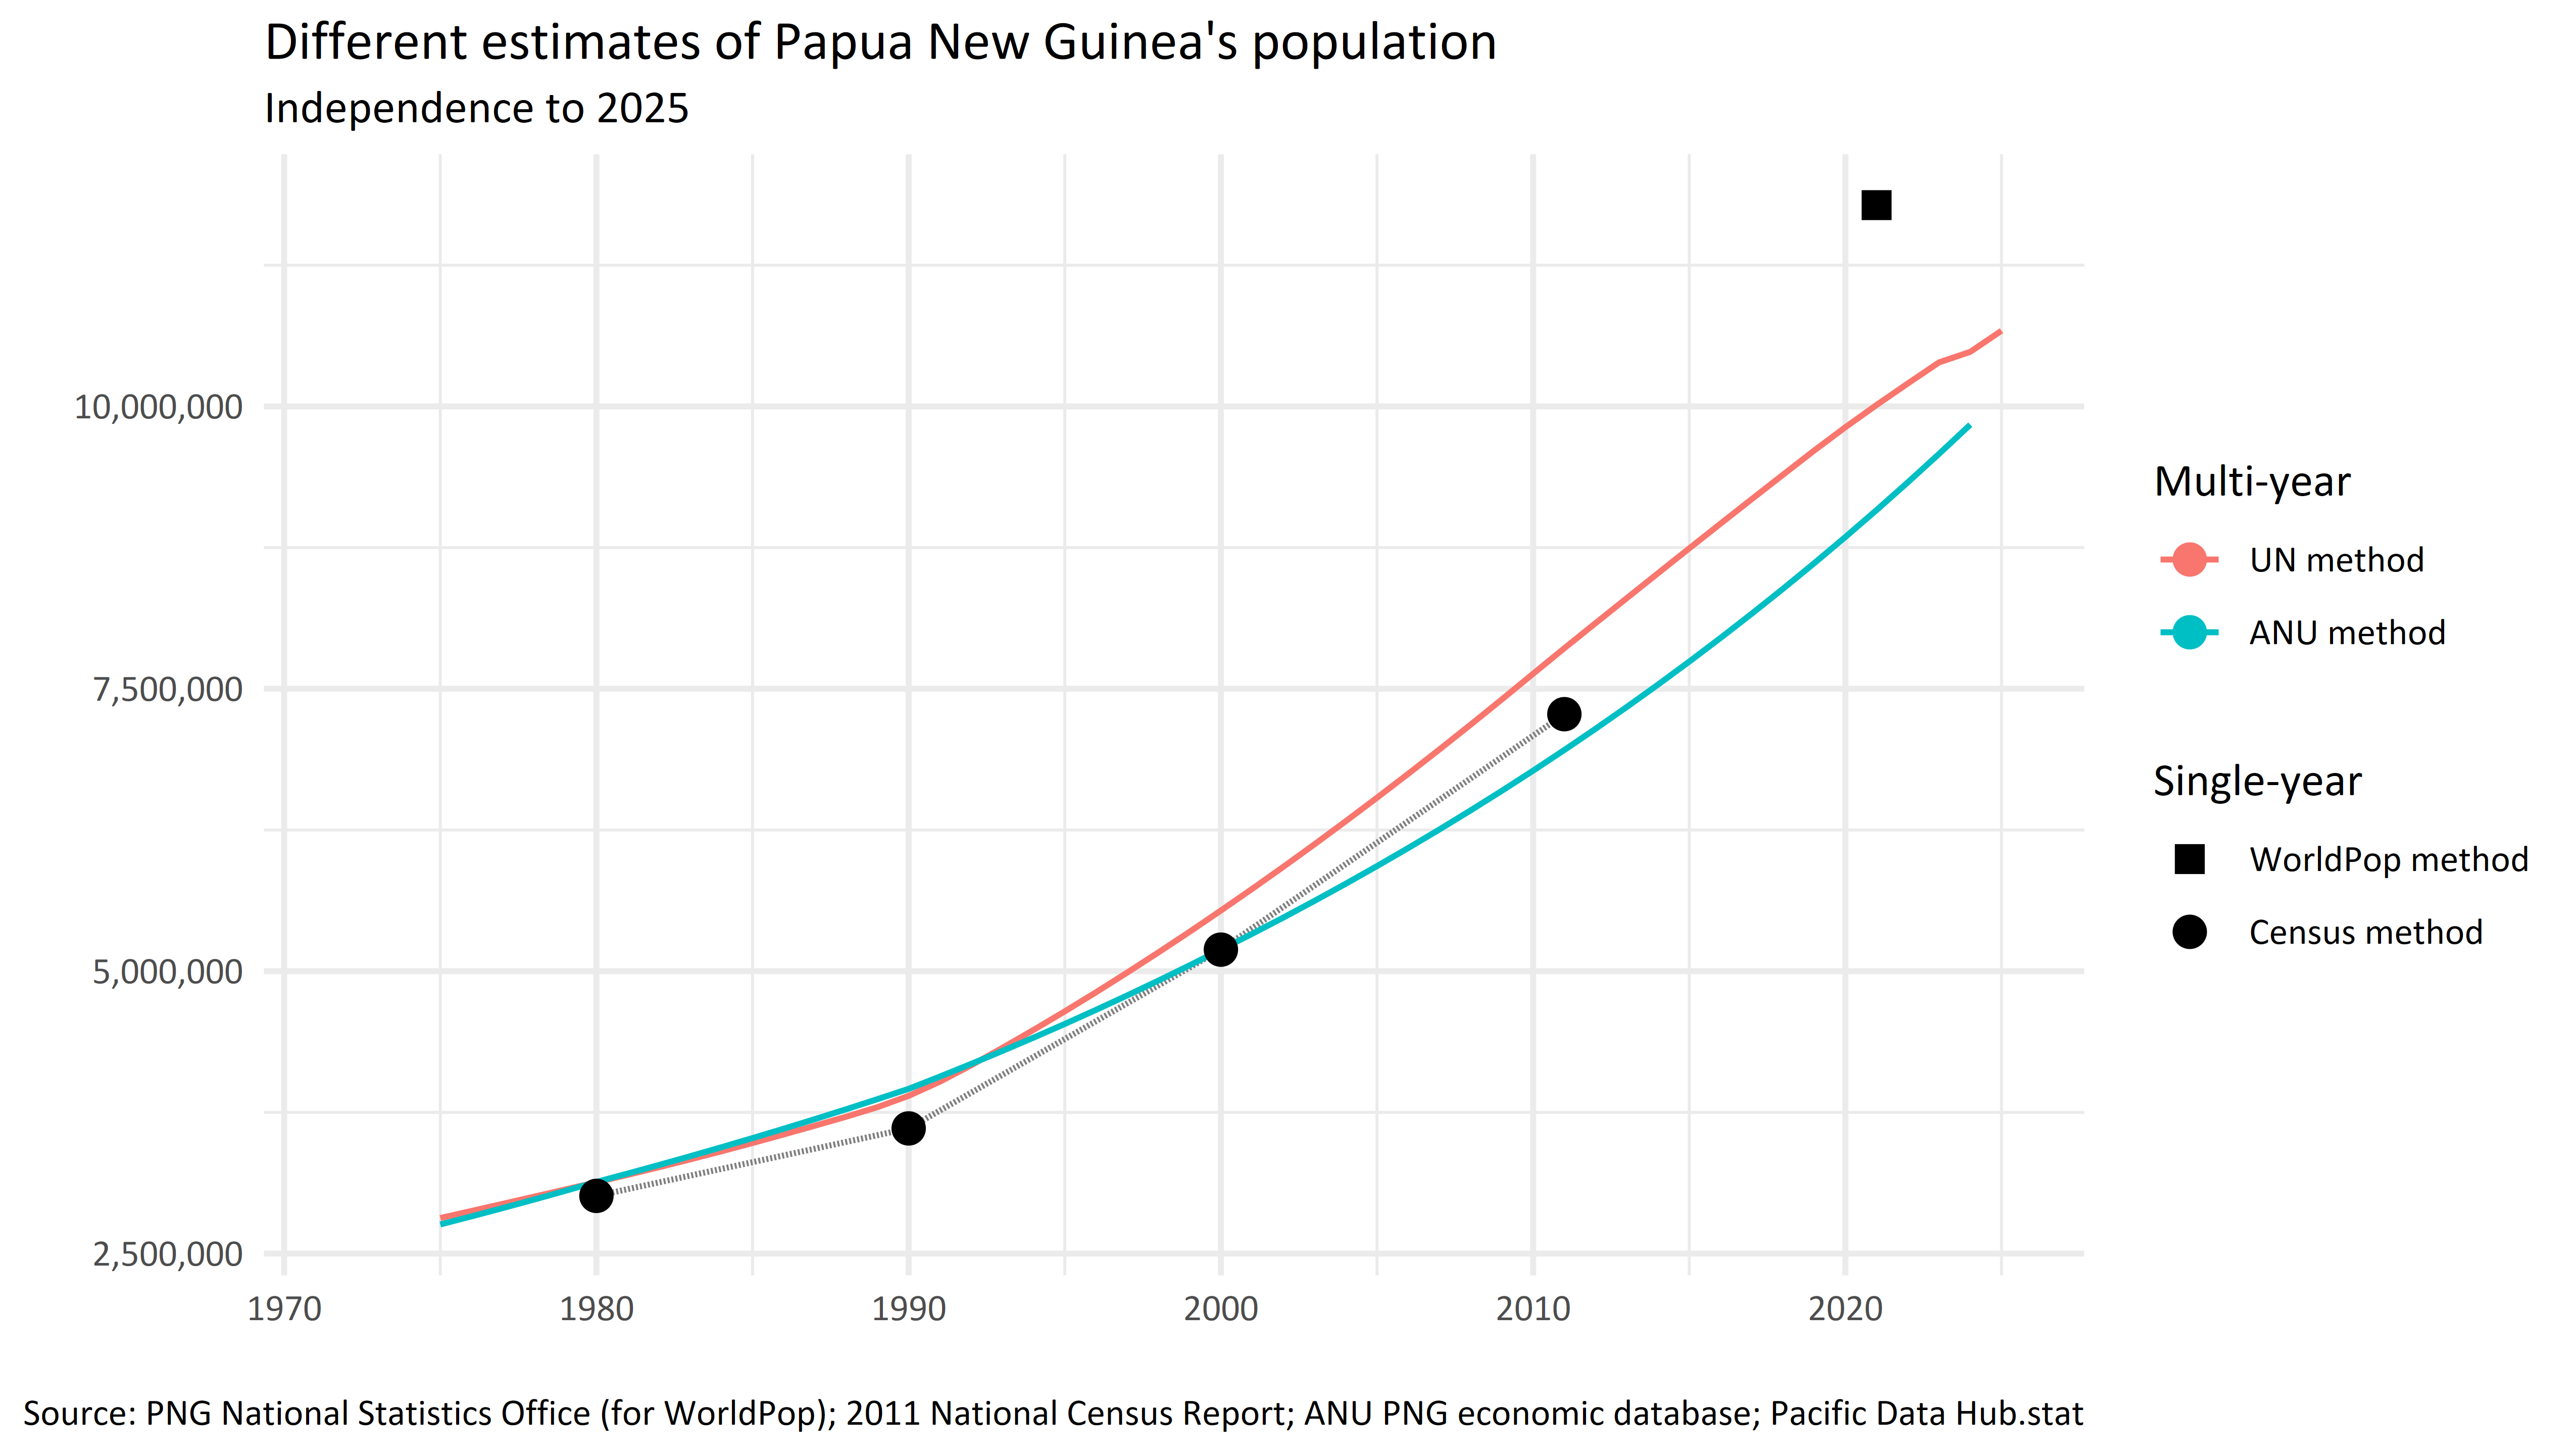 Different estimates of Papua New Guinea's population
Independence to 2025
10,000,000
7,500,000
5,000,000
2,500,000
1970 1980 1990 2000 2010 2020
Multi-year
UN method
ANU method
Single-year
WorldPop method
Census method
Source: PNG National Statistics Office (for WorldPop); 2011 National Census Report; ANU PNG economic database; Pacific Data Hub.stat